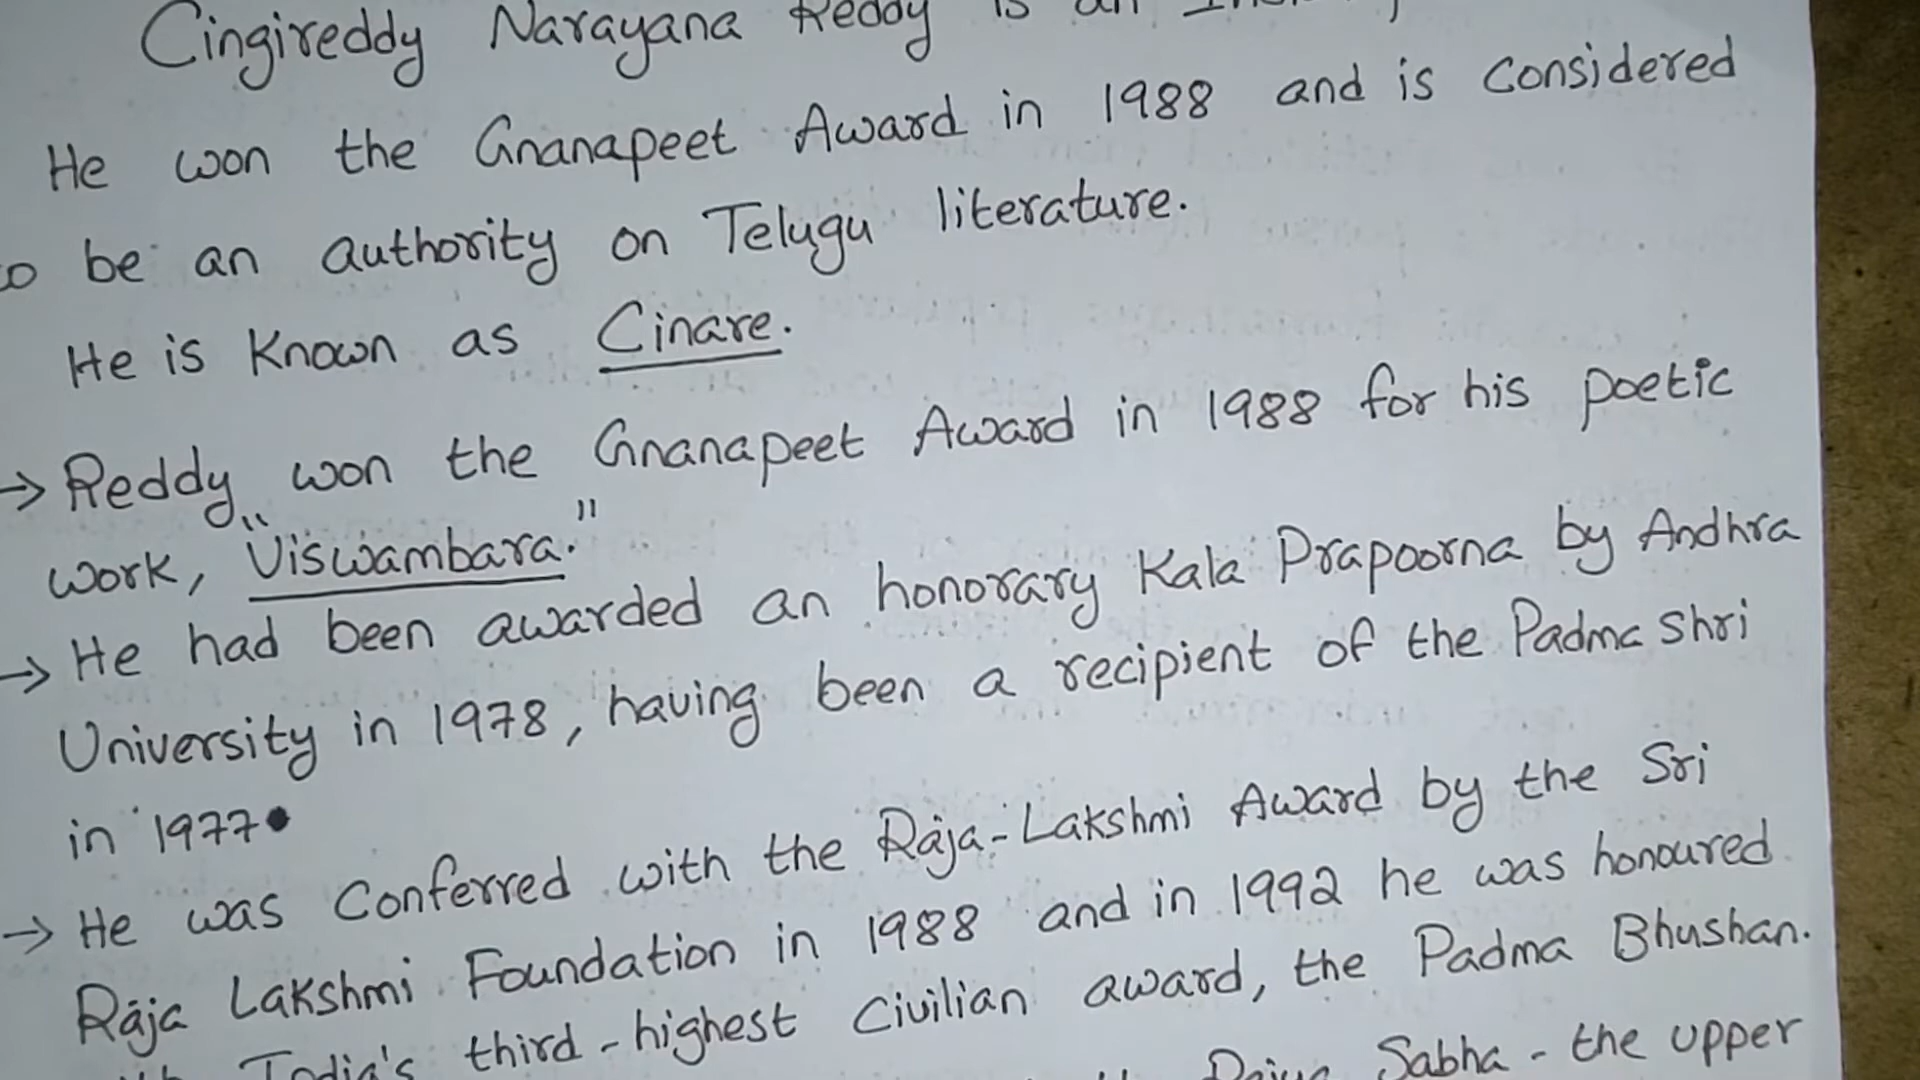 Cingireddy Narayana Reddy is an
He won the Gnanapeet Award in 1988 and is considered
to be an authority on Telugu literature.
He is known as Cinare.
→ Reddy won the Gnanapeet Award in 1988 for his poetic
work, "Viswambara."
→ He had been awarded an honorary Kala Prapoorna by Andhra
University in 1978, having been a recipient of the Padma Shri
in 1977.
→ He was conferred with the Raja-Lakshmi Award by the Sri
Raja Lakshmi Foundation in 1988 and in 1992 he was honoured
India's third-highest civilian award, the Padma Bhushan.
Sabha - the upper